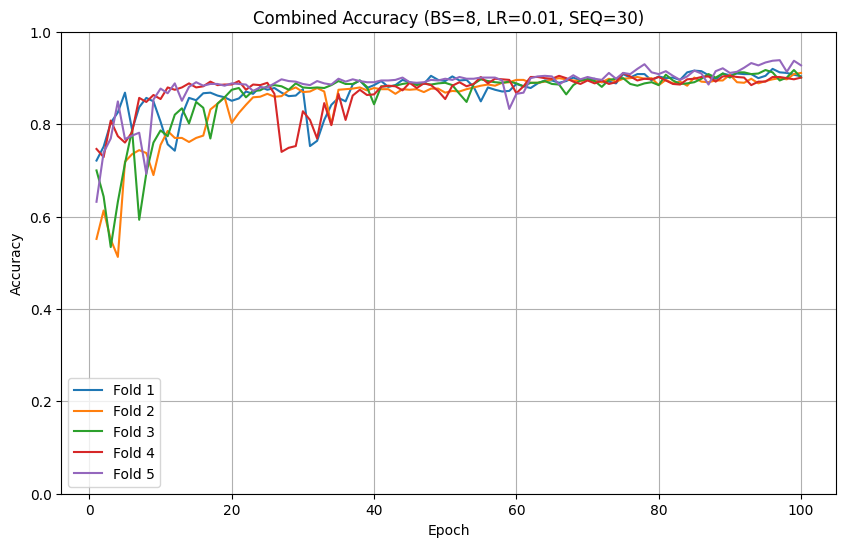 Combined Accuracy (BS=8, LR=0.01, SEQ=30)
1.0
0.8
0.6
0.4
0.2
0.0
Accuracy
Fold 1
Fold 2
Fold 3
Fold 4
Fold 5
0 20 40 60 80 100
Epoch